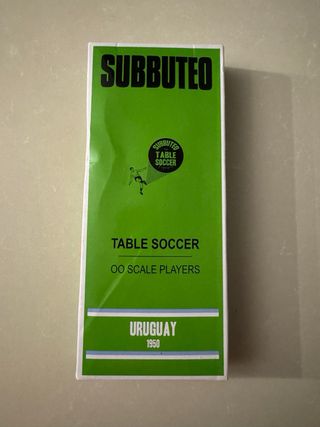 SUBBUTEO
SUBBUTEO
TABLE
SOCCER
TABLE SOCCER
OO SCALE PLAYERS
URUGUAY
1950